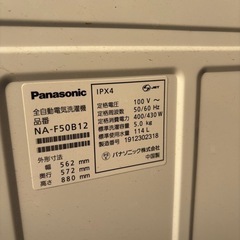 Panasonic
全自動電気洗濯機
品番
NA-F50B12
幅 562 mm
奥行 572 mm
高さ 880 mm
IPX4
JET
定格電圧 100 V~
定格周波数 50/60 Hz
定格消費電力 400/430 W
標準洗濯容量 5.0 kg
標準使用水量 114 L
製造番号 1912302318
パナソニック株式会社
中国製